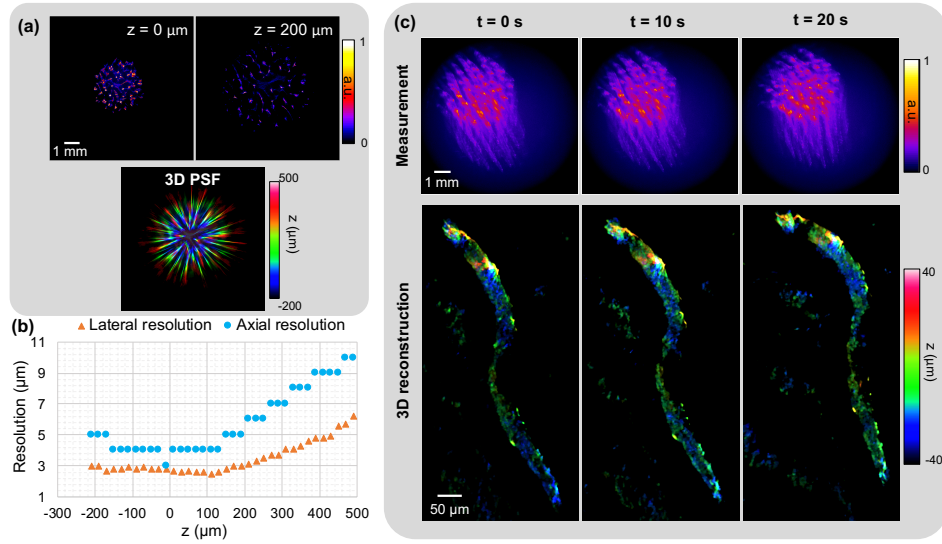 (a)
z = 0 µm
z = 200 µm
1
a.u.
0
1 mm
3D PSF
500
z (µm)
-200
(b)
Lateral resolution
Axial resolution
11
9
7
5
3
1
Resolution (µm)
-300 -200 -100 0 100 200 300 400 500
z (µm)
(c)
t = 0 s
t = 10 s
t = 20 s
Measurement
1 mm
1
a.u.
0
3D reconstruction
50 µm
40
z (µm)
-40